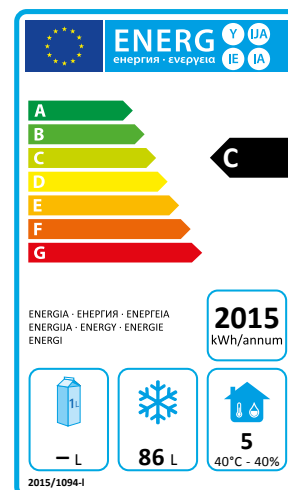 ENERG Y IJA
енергия · ενεργεια IE IA
A
B
C
D
E
F
G
C
ENERGIA · ЕНЕРГИЯ · ΕΝΕΡΓΕΙΑ
ENERGIJA · ENERGY · ENERGIE
ENERGI
2015
kWh/annum
1L
– L
86 L
5
40°C - 40%
2015/1094-I